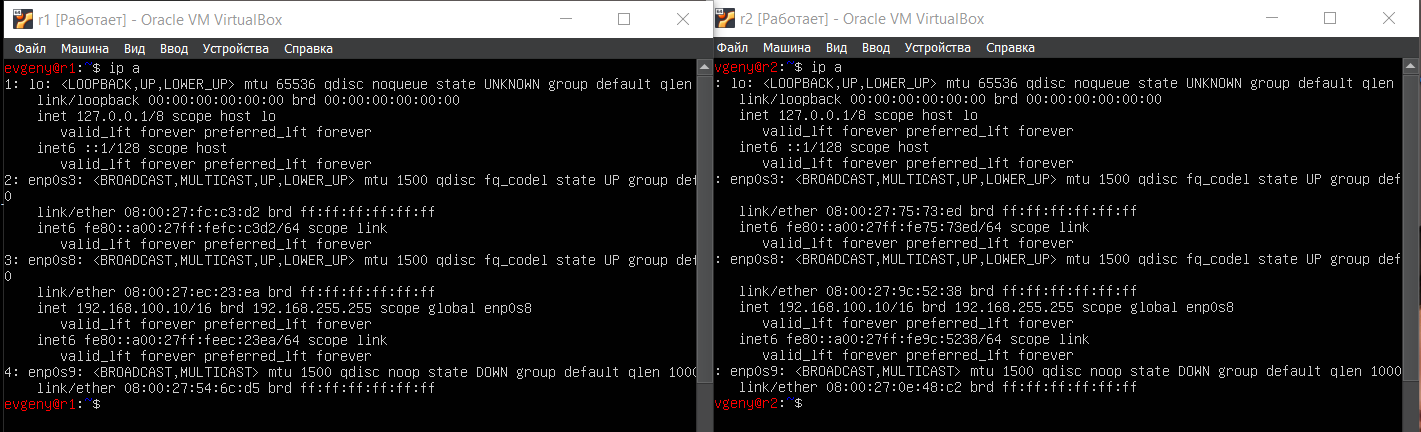 r1 [Работает] - Oracle VM VirtualBox
Файл Машина Вид Ввод Устройства Справка
evgeny@r1:~$ ip a
1: lo: <LOOPBACK,UP,LOWER_UP> mtu 65536 qdisc noqueue state UNKNOWN group default qlen
link/loopback 00:00:00:00:00:00 brd 00:00:00:00:00:00
inet 127.0.0.1/8 scope host lo
valid_lft forever preferred_lft forever
inet6 ::1/128 scope host
valid_lft forever preferred_lft forever
2: enp0s3: <BROADCAST,MULTICAST,UP,LOWER_UP> mtu 1500 qdisc fq_codel state UP group def
0
link/ether 08:00:27:fc:c3:d2 brd ff:ff:ff:ff:ff:ff
inet6 fe80::a00:27ff:fefc:c3d2/64 scope link
valid_lft forever preferred_lft forever
3: enp0s8: <BROADCAST,MULTICAST,UP,LOWER_UP> mtu 1500 qdisc fq_codel state UP group def
0
link/ether 08:00:27:ec:23:ea brd ff:ff:ff:ff:ff:ff
inet 192.168.100.10/16 brd 192.168.255.255 scope global enp0s8
valid_lft forever preferred_lft forever
inet6 fe80::a00:27ff:feec:23ea/64 scope link
valid_lft forever preferred_lft forever
4: enp0s9: <BROADCAST,MULTICAST> mtu 1500 qdisc noop state DOWN group default qlen 1000
link/ether 08:00:27:54:6c:d5 brd ff:ff:ff:ff:ff:ff
evgeny@r1:~$
r2 [Работает] - Oracle VM VirtualBox
Файл Машина Вид Ввод Устройства Справка
vgeny@r2:~$ ip a
: lo: <LOOPBACK,UP,LOWER_UP> mtu 65536 qdisc noqueue state UNKNOWN group default qlen
link/loopback 00:00:00:00:00:00 brd 00:00:00:00:00:00
inet 127.0.0.1/8 scope host lo
valid_lft forever preferred_lft forever
inet6 ::1/128 scope host
valid_lft forever preferred_lft forever
: enp0s3: <BROADCAST,MULTICAST,UP,LOWER_UP> mtu 1500 qdisc fq_codel state UP group def
link/ether 08:00:27:75:73:ed brd ff:ff:ff:ff:ff:ff
inet6 fe80::a00:27ff:fe75:73ed/64 scope link
valid_lft forever preferred_lft forever
: enp0s8: <BROADCAST,MULTICAST,UP,LOWER_UP> mtu 1500 qdisc fq_codel state UP group def
link/ether 08:00:27:9c:52:38 brd ff:ff:ff:ff:ff:ff
inet 192.168.100.10/16 brd 192.168.255.255 scope global enp0s8
valid_lft forever preferred_lft forever
inet6 fe80::a00:27ff:fe9c:5238/64 scope link
valid_lft forever preferred_lft forever
: enp0s9: <BROADCAST,MULTICAST> mtu 1500 qdisc noop state DOWN group default qlen 1000
link/ether 08:00:27:0e:48:c2 brd ff:ff:ff:ff:ff:ff
vgeny@r2:~$